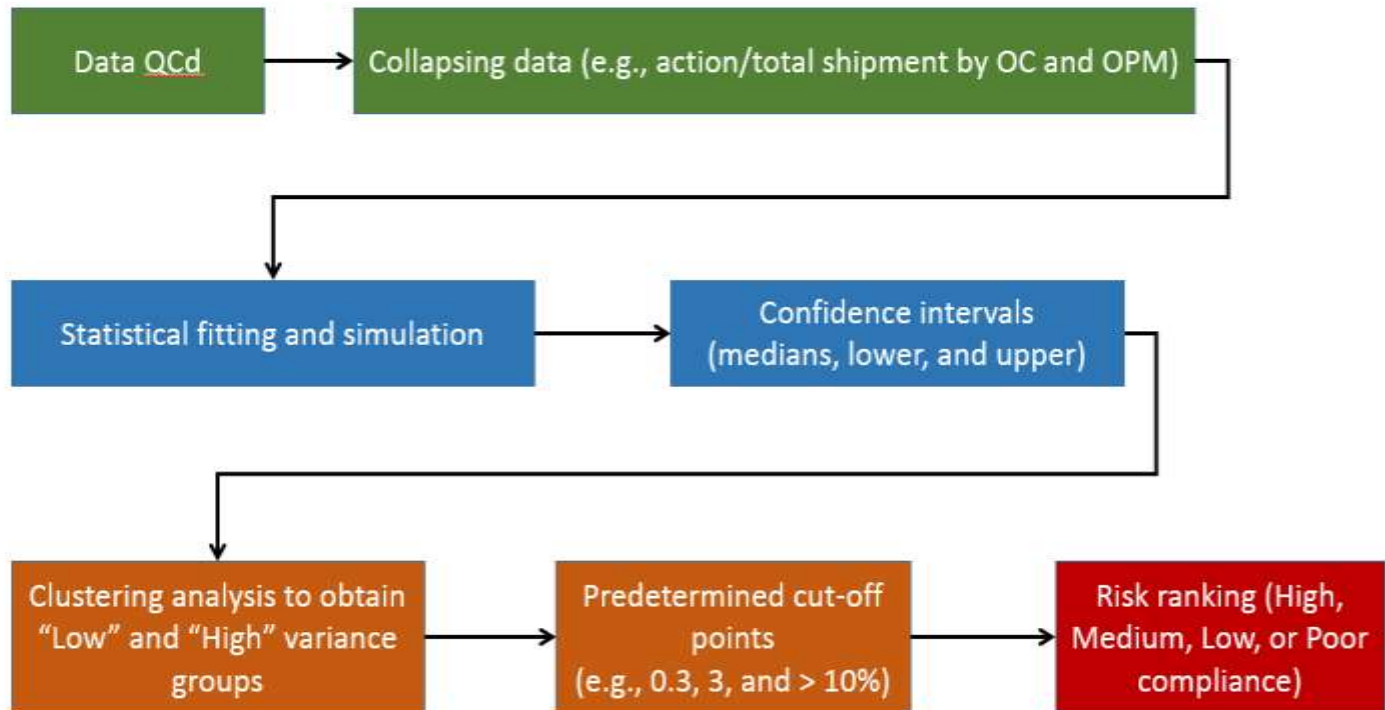 Data QCd
Collapsing data (e.g., action/total shipment by OC and OPM)
Statistical fitting and simulation
Confidence intervals
(medians, lower, and upper)
Clustering analysis to obtain
“Low” and “High” variance
groups
Predetermined cut-off
points
(e.g., 0.3, 3, and > 10%)
Risk ranking (High,
Medium, Low, or Poor
compliance)